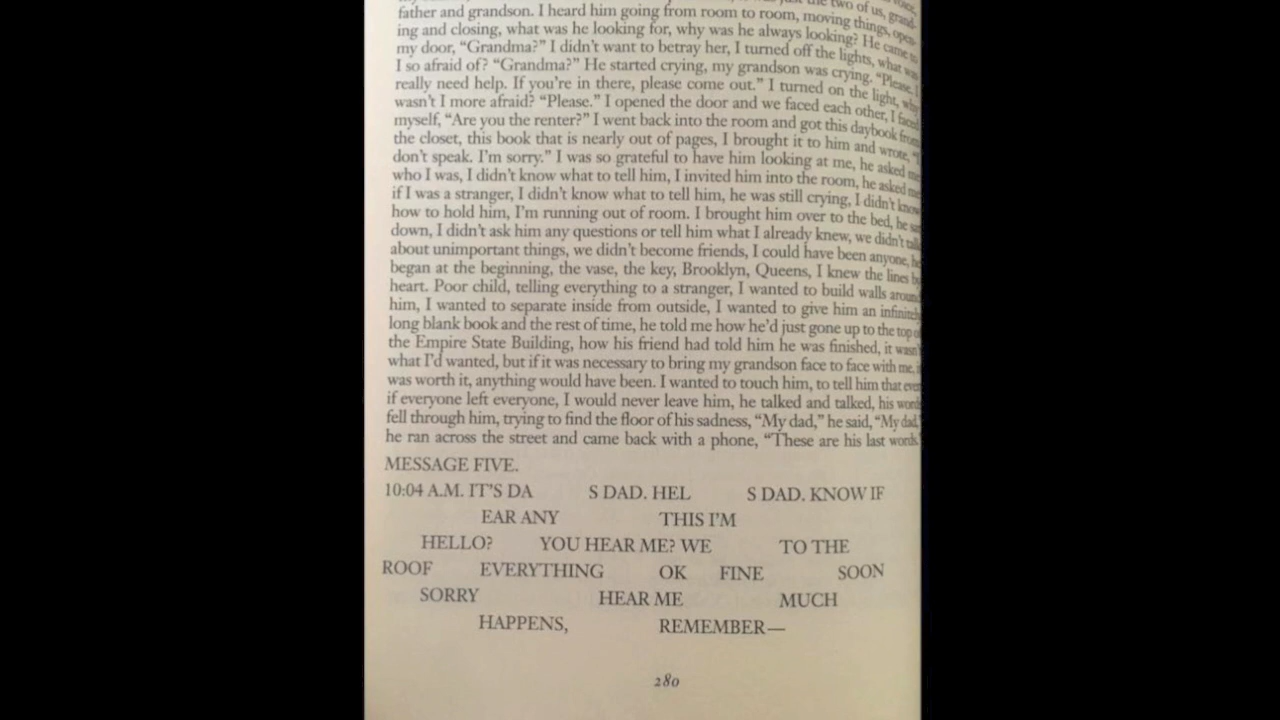 the two of us, grand-
father and grandson. I heard him going from room to room, moving things, open-
ing and closing, what was he looking for, why was he always looking? He came to
my door, “Grandma?” I didn’t want to betray her, I turned off the lights, what was
I so afraid of? “Grandma?” He started crying, my grandson was crying. “Please. I
really need help. If you’re in there, please come out.” I turned on the light, why
wasn’t I more afraid? “Please.” I opened the door and we faced each other, I faced
myself, “Are you the renter?” I went back into the room and got this daybook from
the closet, this book that is nearly out of pages, I brought it to him and wrote, “I
don’t speak. I’m sorry.” I was so grateful to have him looking at me, he asked me
who I was, I didn’t know what to tell him, I invited him into the room, he asked me
if I was a stranger, I didn’t know what to tell him, he was still crying, I didn’t know
how to hold him, I’m running out of room. I brought him over to the bed, he sat
down, I didn’t ask him any questions or tell him what I already knew, we didn’t talk
about unimportant things, we didn’t become friends, I could have been anyone, he
began at the beginning, the vase, the key, Brooklyn, Queens, I knew the lines by
heart. Poor child, telling everything to a stranger, I wanted to build walls around
him, I wanted to separate inside from outside, I wanted to give him an infinitely
long blank book and the rest of time, he told me how he’d just gone up to the top of
the Empire State Building, how his friend had told him he was finished, it wasn’t
what I’d wanted, but if it was necessary to bring my grandson face to face with me, it
was worth it, anything would have been. I wanted to touch him, to tell him that even
if everyone left everyone, I would never leave him, he talked and talked, his words
fell through him, trying to find the floor of his sadness, “My dad,” he said, “My dad,”
he ran across the street and came back with a phone, “These are his last words.”
MESSAGE FIVE.
10:04 A.M. IT’S DA S DAD. HEL S DAD. KNOW IF
EAR ANY THIS I’M
HELLO? YOU HEAR ME? WE TO THE
ROOF EVERYTHING OK FINE SOON
SORRY HEAR ME MUCH
HAPPENS, REMEMBER—
280